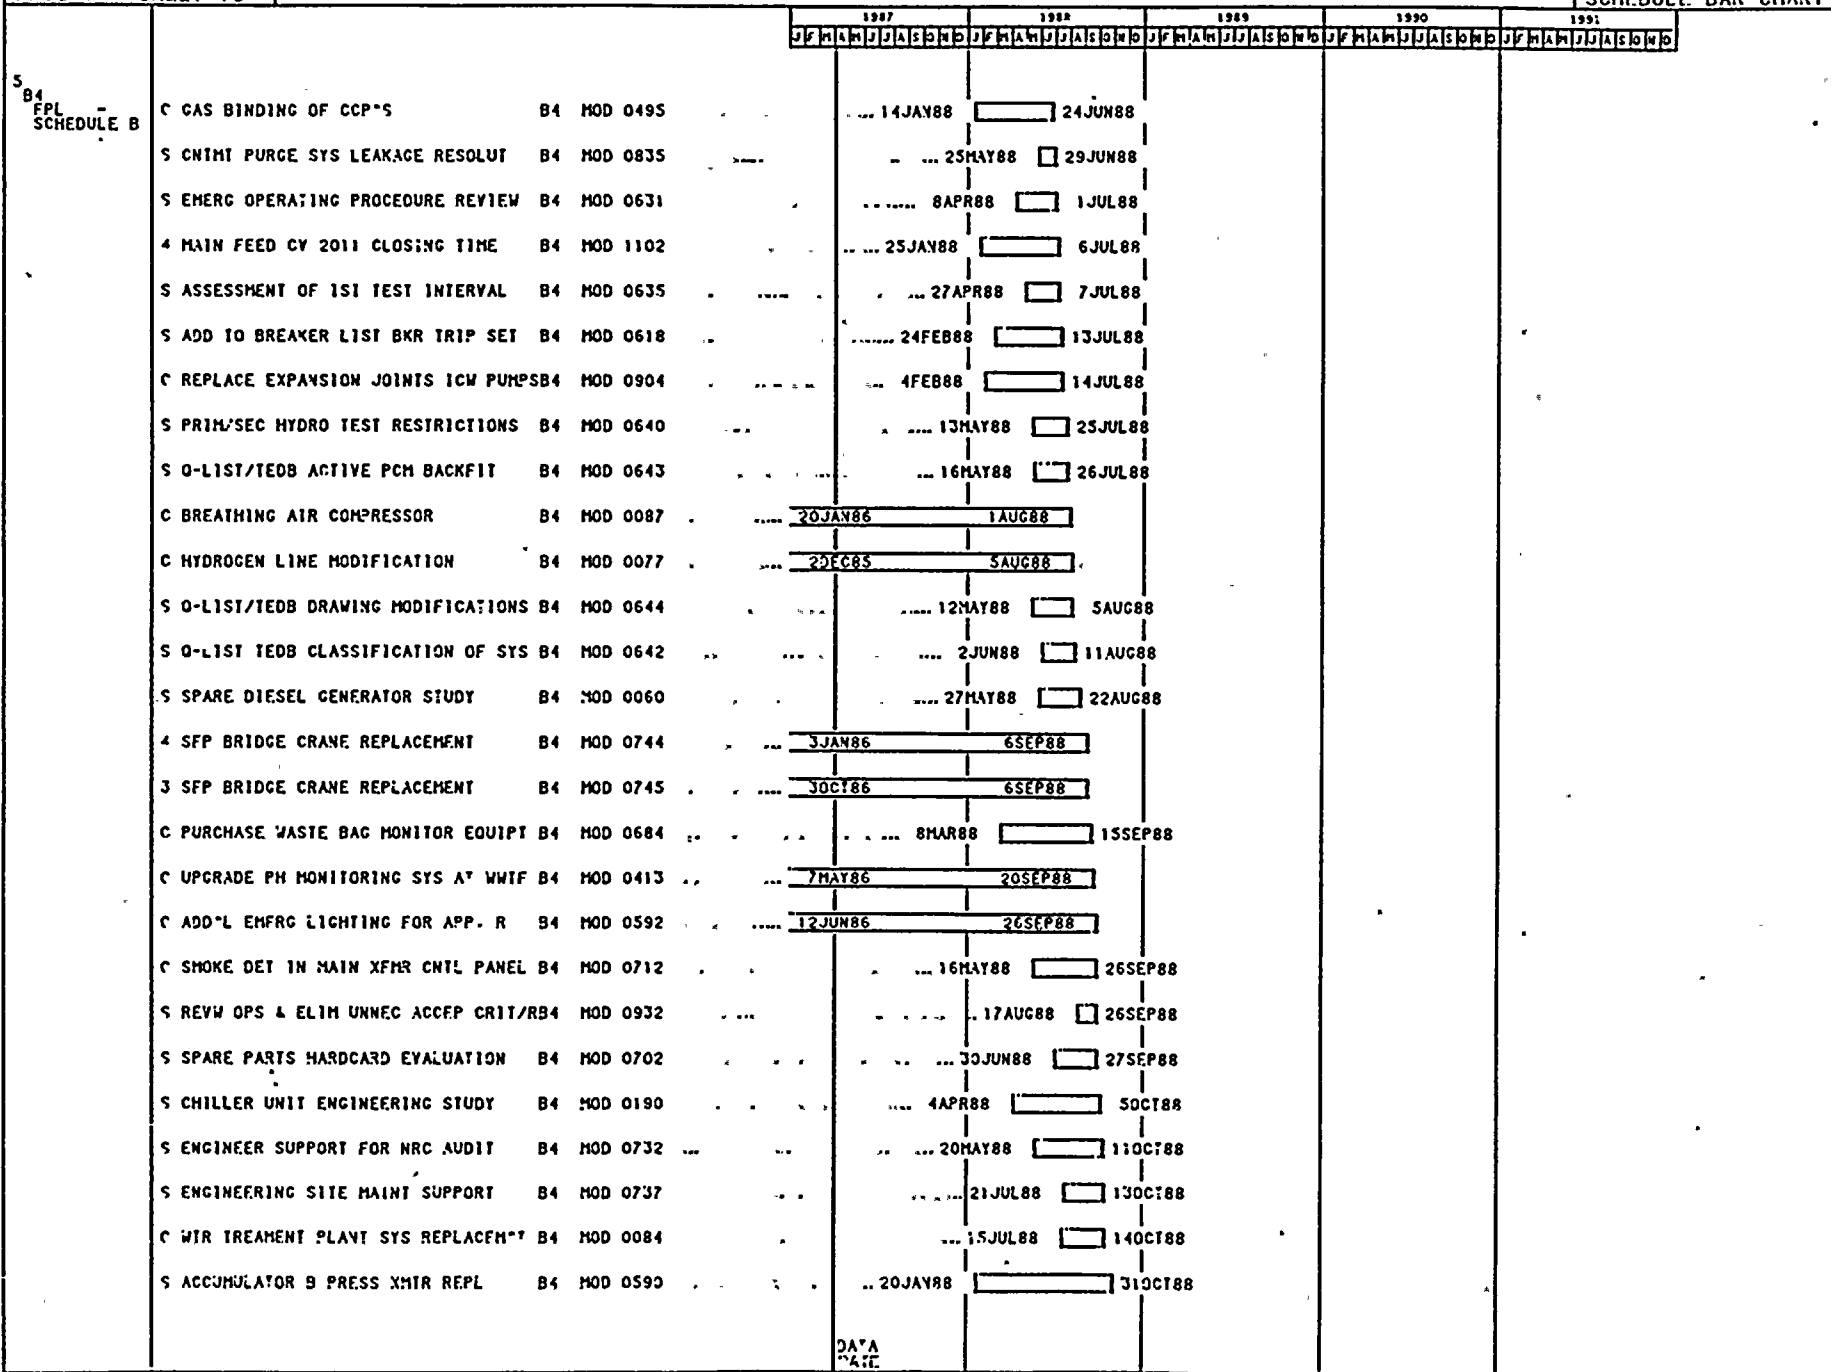 SCHEDULE BAR CHART
1987 1988 1989 1990 1991
J F M A M J J A S O N D J F M A M J J A S O N D J F M A M J J A S O N D J F M A M J J A S O N D J F M A M J J A S O N D
5
B4
FPL -
SCHEDULE B
C GAS BINDING OF CCP'S B4 MOD 0495 14JAN88 24JUN88
S CNTMT PURGE SYS LEAKAGE RESOLUT B4 MOD 0835 25MAY88 29JUN88
S EMERG OPERATING PROCEDURE REVIEW B4 MOD 0631 8APR88 1JUL88
4 MAIN FEED CV 2011 CLOSING TIME B4 MOD 1102 25JAN88 6JUL88
S ASSESSMENT OF ISI TEST INTERVAL B4 MOD 0635 27APR88 7JUL88
S ADD TO BREAKER LIST BKR TRIP SET B4 MOD 0618 24FEB88 13JUL88
C REPLACE EXPANSION JOINTS ICW PUMPSB4 MOD 0904 4FEB88 14JUL88
S PRIM/SEC HYDRO TEST RESTRICTIONS B4 MOD 0640 13MAY88 25JUL88
S Q-LIST/TEDB ACTIVE PCM BACKFIT B4 MOD 0643 16MAY88 26JUL88
C BREATHING AIR COMPRESSOR B4 MOD 0087 20JAN86 1AUG88
C HYDROGEN LINE MODIFICATION B4 MOD 0077 2DEC85 5AUG88
S Q-LIST/TEDB DRAWING MODIFICATIONS B4 MOD 0644 12MAY88 5AUG88
S Q-LIST TEDB CLASSIFICATION OF SYS B4 MOD 0642 2JUN88 11AUG88
S SPARE DIESEL GENERATOR STUDY B4 MOD 0060 27MAY88 22AUG88
4 SFP BRIDGE CRANE REPLACEMENT B4 MOD 0744 3JAN86 6SEP88
3 SFP BRIDGE CRANE REPLACEMENT B4 MOD 0745 3OCT86 6SEP88
C PURCHASE WASTE BAG MONITOR EQUIPT B4 MOD 0684 8MAR88 15SEP88
C UPGRADE PH MONITORING SYS AT WWTF B4 MOD 0413 7MAY86 20SEP88
C ADD'L EMERG LIGHTING FOR APP. R B4 MOD 0592 12JUN86 26SEP88
C SMOKE DET IN MAIN XFMR CNTL PANEL B4 MOD 0712 16MAY88 26SEP88
S REVW OPS & ELIM UNNEC ACCEP CRIT/RB4 MOD 0932 17AUG88 26SEP88
S SPARE PARTS HARDCARD EVALUATION B4 MOD 0702 30JUN88 27SEP88
S CHILLER UNIT ENGINEERING STUDY B4 MOD 0190 4APR88 5OCT88
S ENGINEER SUPPORT FOR NRC AUDIT B4 MOD 0732 20MAY88 11OCT88
S ENGINEERING SITE MAINT SUPPORT B4 MOD 0737 21JUL88 13OCT88
C WTR TREAMENT PLANT SYS REPLACEM'T B4 MOD 0084 15JUL88 14OCT88
S ACCUMULATOR B PRESS XMTR REPL B4 MOD 0590 20JAN88 31OCT88
DATA
DATE